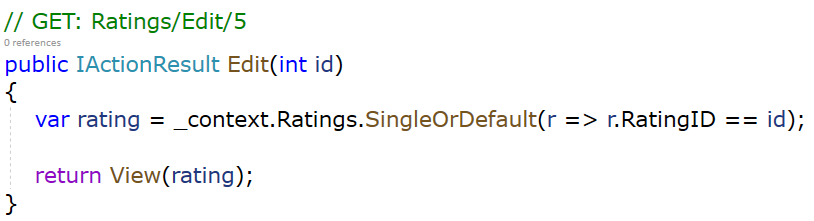 // GET: Ratings/Edit/5
0 references
public IActionResult Edit(int id)
{
var rating = _context.Ratings.SingleOrDefault(r => r.RatingID == id);
return View(rating);
}